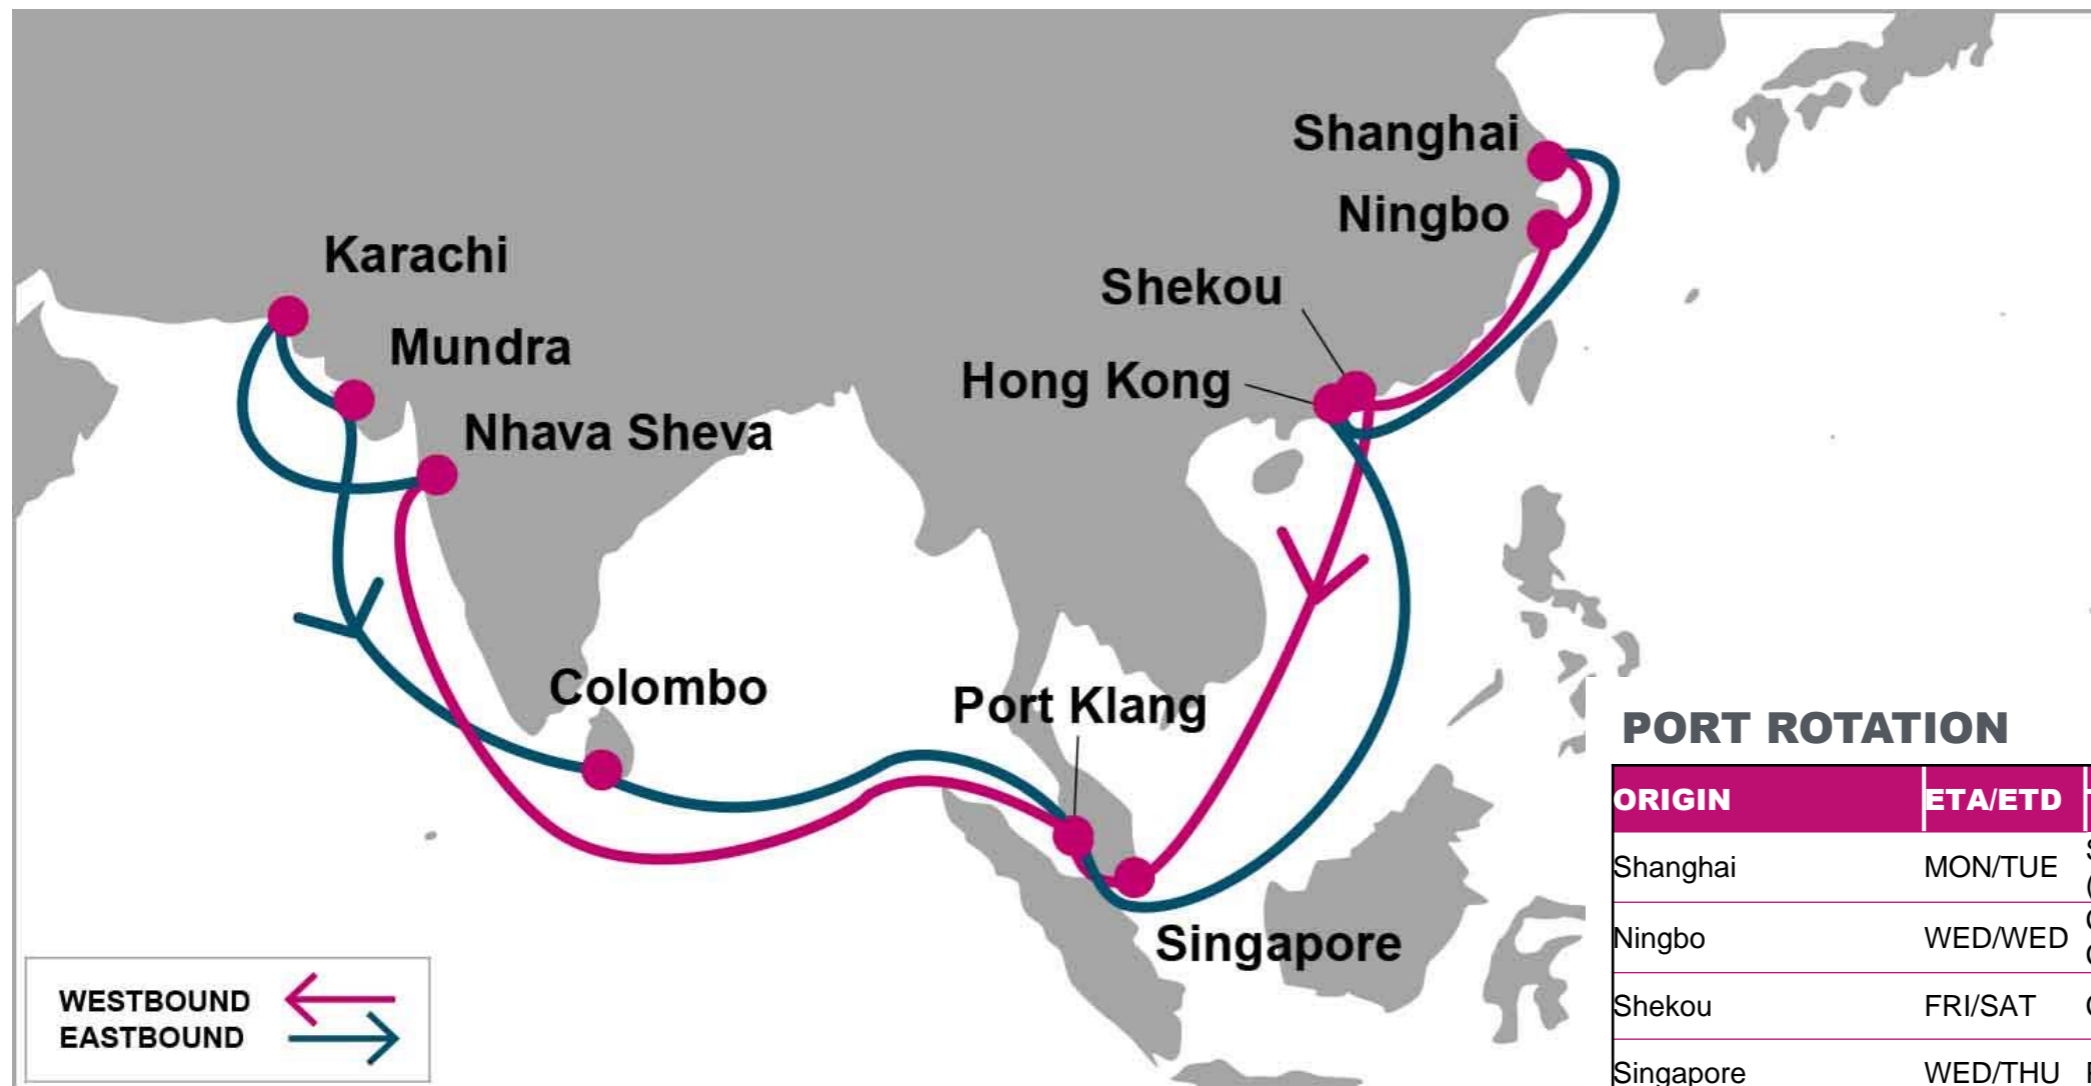 Shanghai
Ningbo
Karachi
Shekou
Mundra
Hong Kong
Nhava Sheva
Colombo
Port Klang
Singapore
WESTBOUND
EASTBOUND
PORT ROTATION
ORIGIN ETA/ETD
Shanghai MON/TUE
Ningbo WED/WED
Shekou FRI/SAT
Singapore WED/THU